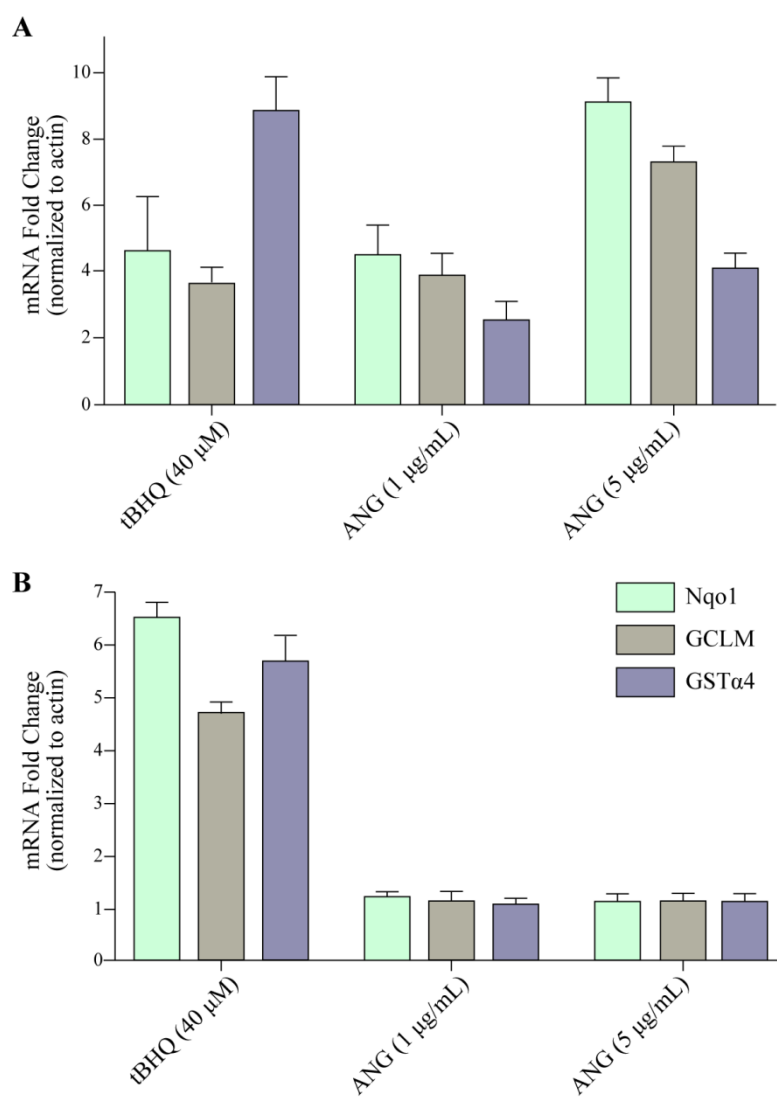 A
mRNA Fold Change
(normalized to actin)
10
8
6
4
2
0
tBHQ (40 µM)
ANG (1 µg/mL)
ANG (5 µg/mL)
B
mRNA Fold Change
(normalized to actin)
7
6
5
4
3
2
1
0
Nqo1
GCLM
GSTα4
tBHQ (40 µM)
ANG (1 µg/mL)
ANG (5 µg/mL)